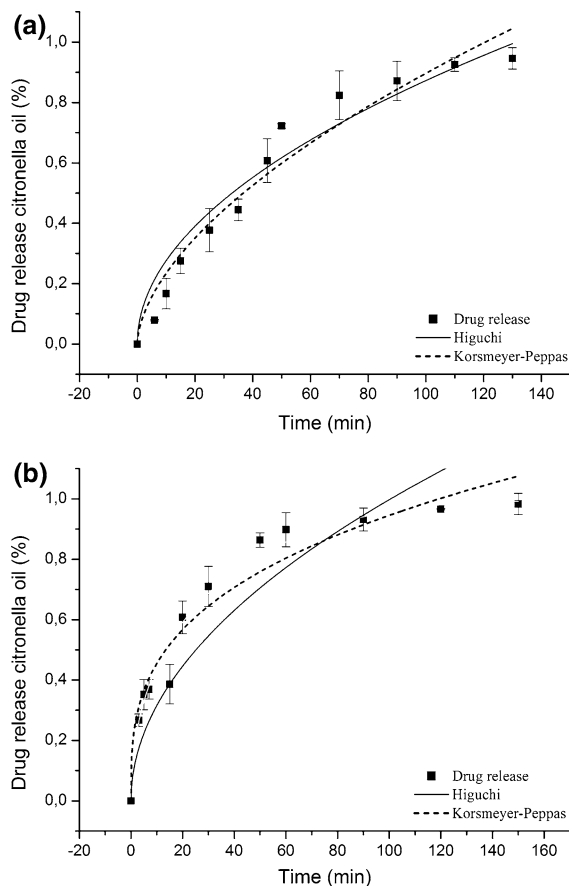 (a)
1,0
0,8
0,6
0,4
0,2
0,0
Drug release citronella oil (%)
Drug release
Higuchi
Korsmeyer-Peppas
-20 0 20 40 60 80 100 120 140
Time (min)
(b)
1,0
0,8
0,6
0,4
0,2
0,0
Drug release citronella oil (%)
Drug release
Higuchi
Korsmeyer-Peppas
-20 0 20 40 60 80 100 120 140 160
Time (min)